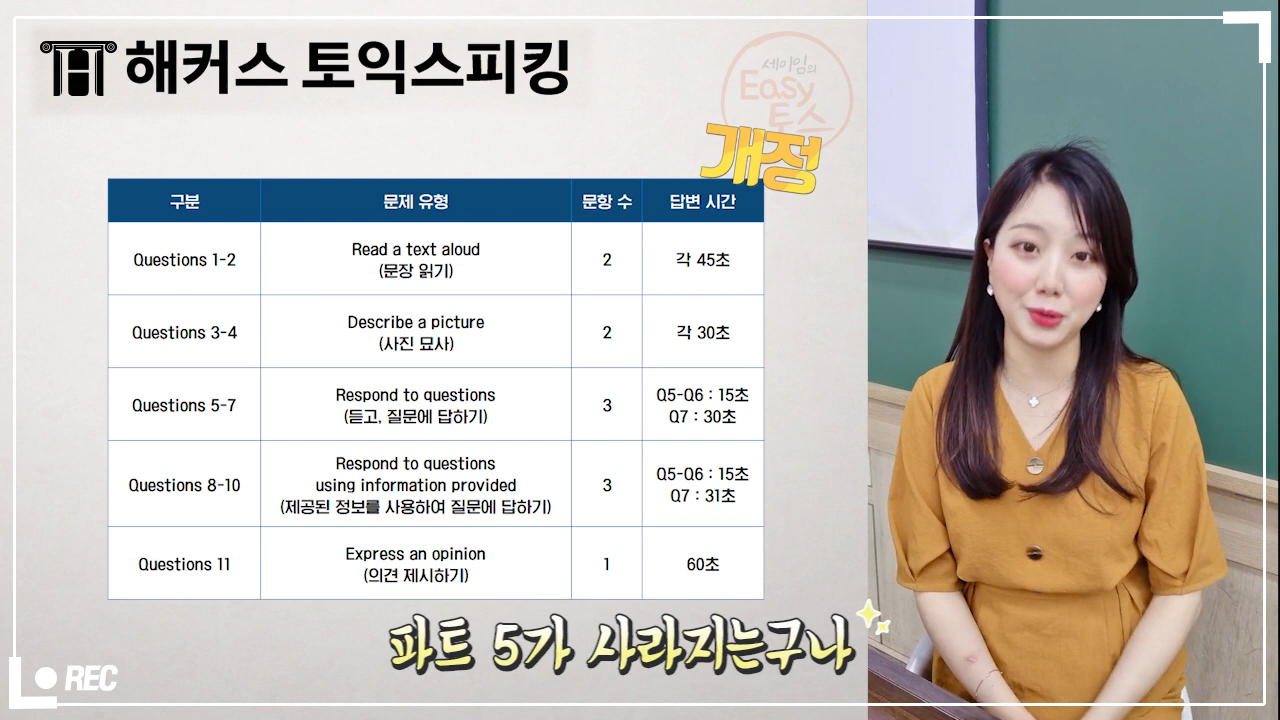 해커스 토익스피킹
세이임의
Easy
토스
개정
구분 문제 유형 문항 수 답변 시간
Questions 1-2 Read a text aloud (문장 읽기) 2 각 45초
Questions 3-4 Describe a picture (사진 묘사) 2 각 30초
Questions 5-7 Respond to questions (듣고, 질문에 답하기) 3 Q5-Q6 : 15초 Q7 : 30초
Questions 8-10 Respond to questions using information provided (제공된 정보를 사용하여 질문에 답하기) 3 Q5-Q6 : 15초 Q7 : 31초
Questions 11 Express an opinion (의견 제시하기) 1 60초
파트 5가 사라지는구나
REC